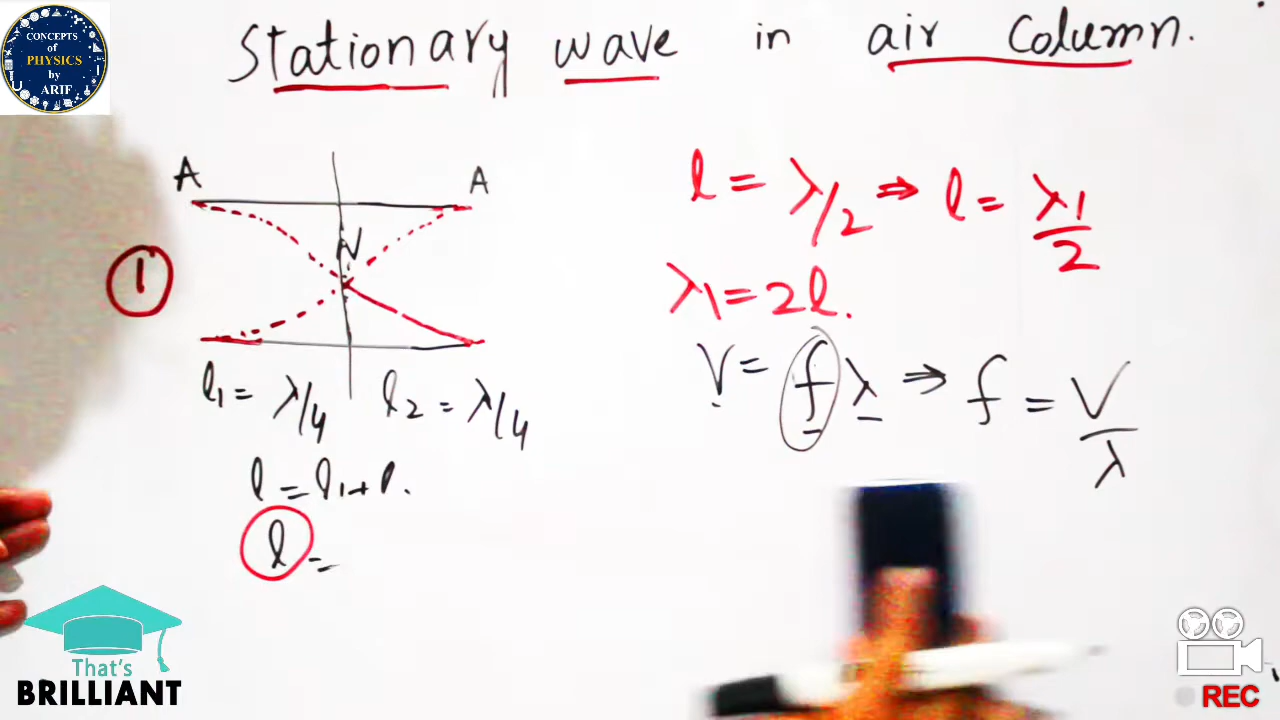 CONCEPTS
of
PHYSICS
by
ARIF
Stationary wave in air Column.
A A
N
1
l1 = λ/4 l2 = λ/4
l = l1+ l.
l =
l = λ/2 ⇒ l = λ1/2
λ1 = 2l.
V = fλ ⇒ f = V/λ
That's
BRILLIANT
REC